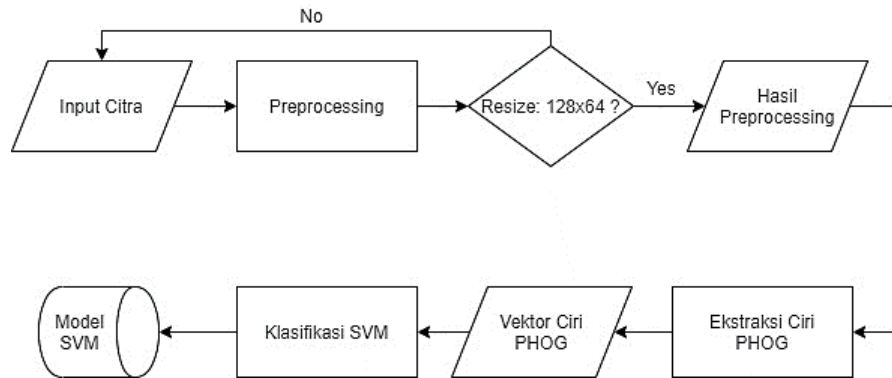 No
Input Citra
Preprocessing
Resize: 128x64 ?
Yes
Hasil
Preprocessing
Model
SVM
Klasifikasi SVM
Vektor Ciri
PHOG
Ekstraksi Ciri
PHOG